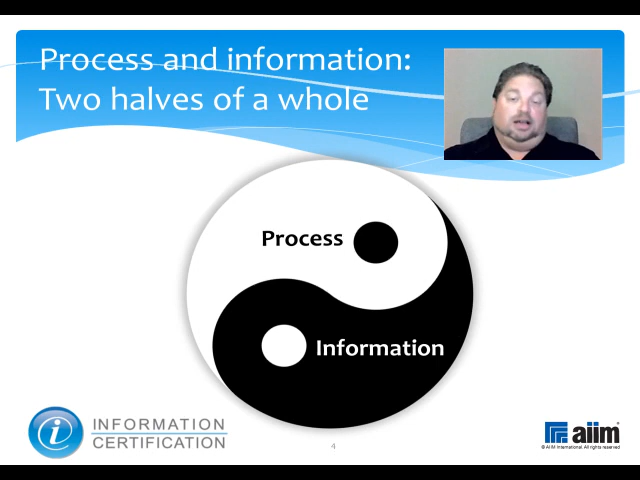 Process and information:
Two halves of a whole
Process
Information
i
INFORMATION
CERTIFICATION
4
aiim
© AIIM International. All rights reserved